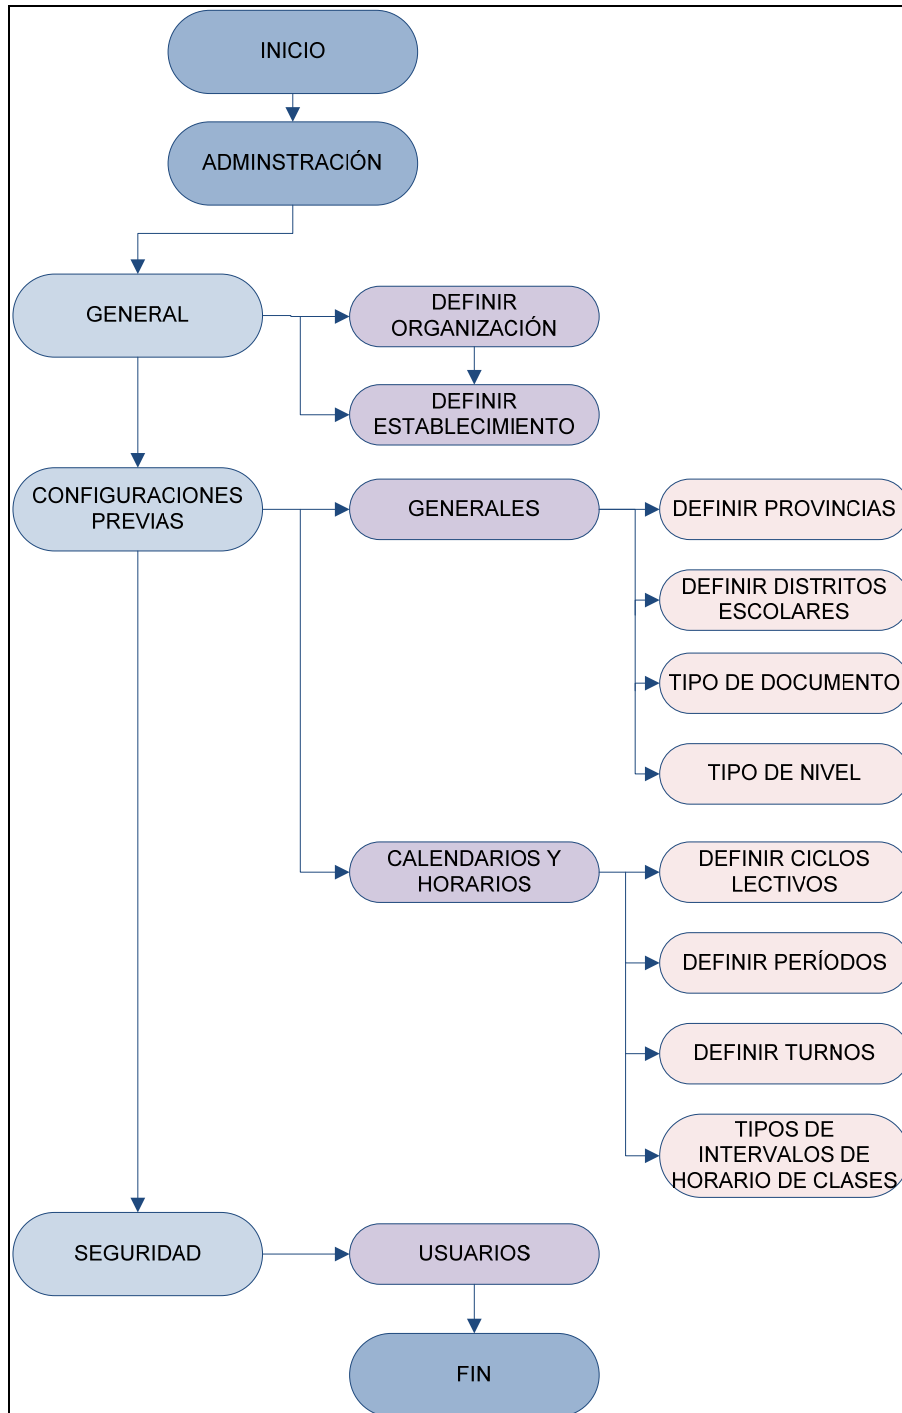 INICIO
ADMINSTRACIÓN
GENERAL
DEFINIR
ORGANIZACIÓN
DEFINIR
ESTABLECIMIENTO
CONFIGURACIONES
PREVIAS
GENERALES
DEFINIR PROVINCIAS
DEFINIR DISTRITOS
ESCOLARES
TIPO DE DOCUMENTO
TIPO DE NIVEL
CALENDARIOS Y
HORARIOS
DEFINIR CICLOS
LECTIVOS
DEFINIR PERÍODOS
DEFINIR TURNOS
TIPOS DE
INTERVALOS DE
HORARIO DE CLASES
SEGURIDAD
USUARIOS
FIN